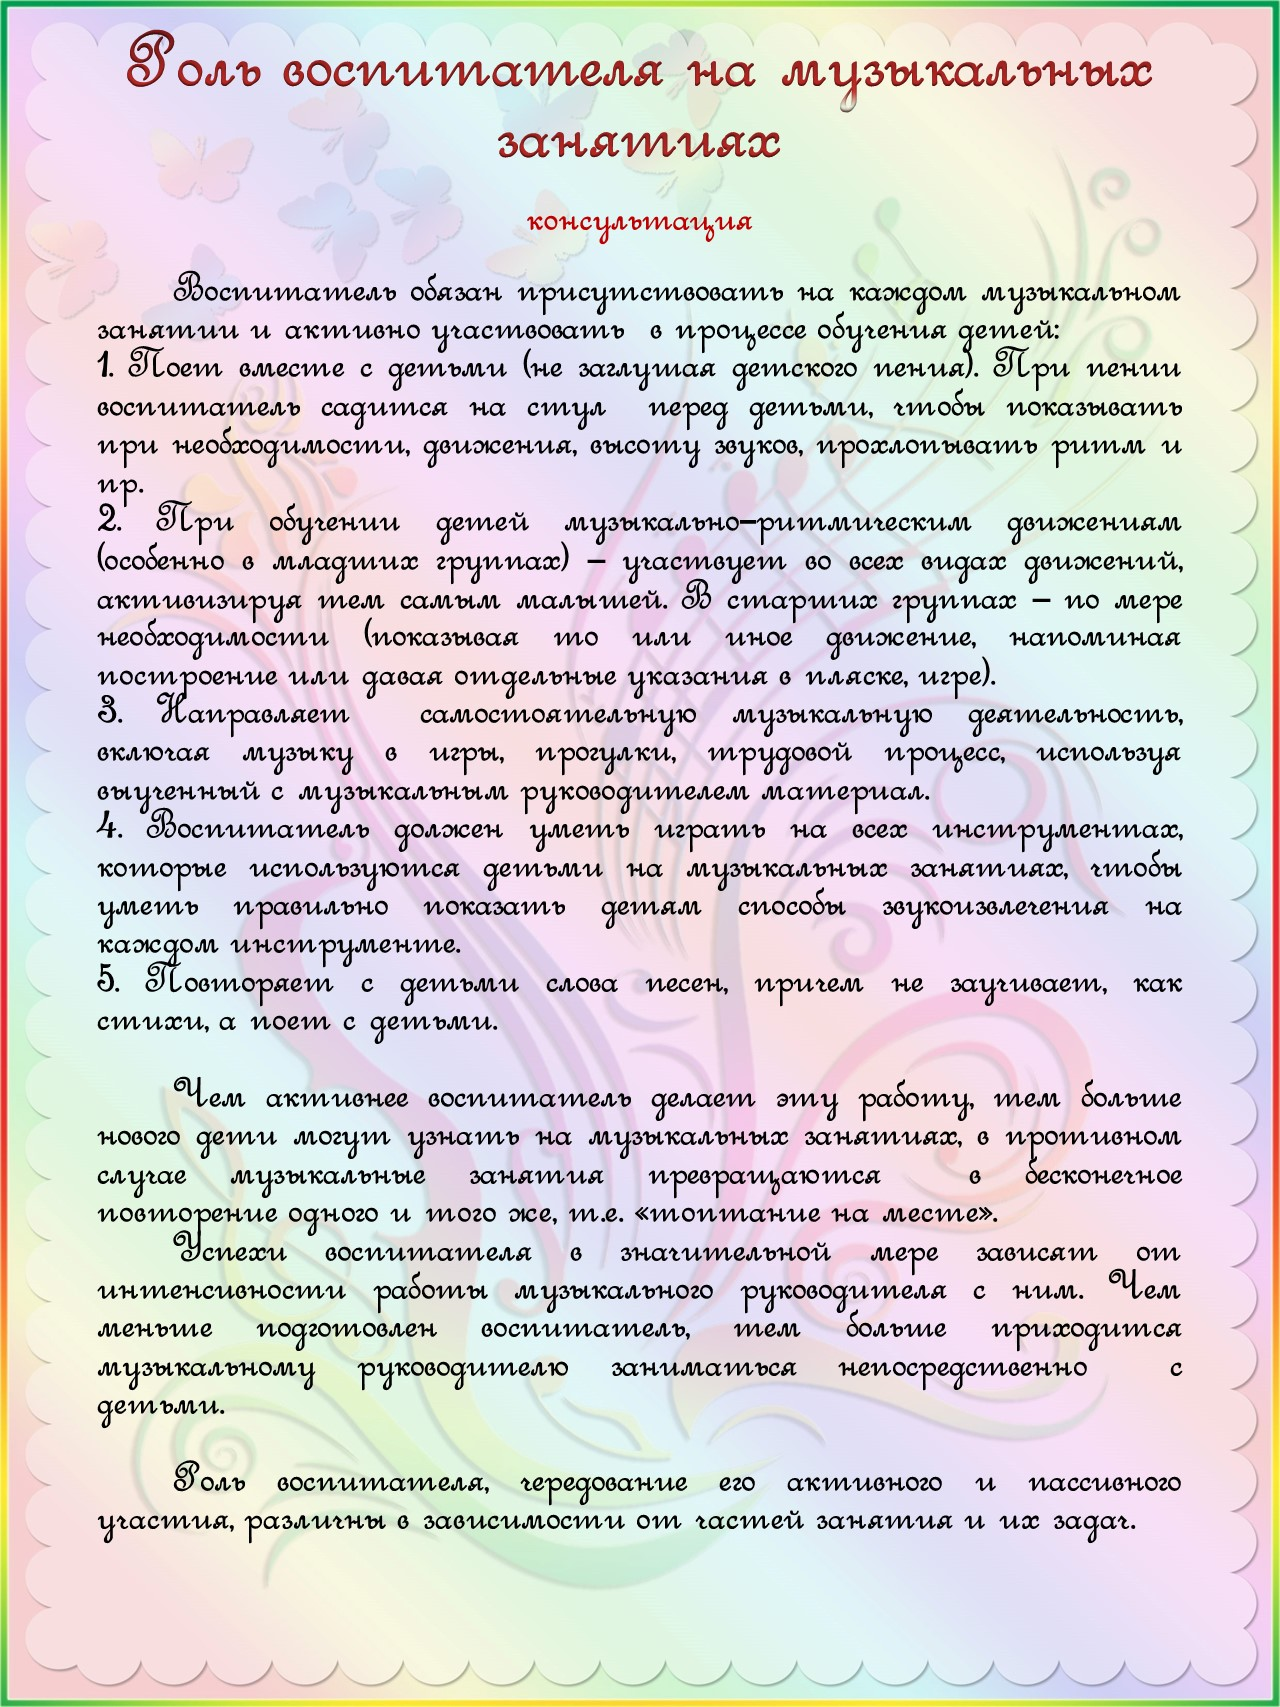 Роль воспитателя на музыкальных
занятиях
консультация
Воспитатель обязан присутствовать на каждом музыкальном
занятии и активно участвовать в процессе обучения детей:
1. Поет вместе с детьми (не заглушая детского пения). При пении
воспитатель садится на стул перед детьми, чтобы показывать
при необходимости, движения, высоту звуков, прохлопывать ритм и
пр.
2. При обучении детей музыкально–ритмическим движениям
(особенно в младших группах) – участвует во всех видах движений,
активизируя тем самым малышей. В старших группах – по мере
необходимости (показывая то или иное движение, напоминая
построение или давая отдельные указания в пляске, игре).
3. Направляет самостоятельную музыкальную деятельность,
включая музыку в игры, прогулки, трудовой процесс, используя
выученный с музыкальным руководителем материал.
4. Воспитатель должен уметь играть на всех инструментах,
которые используются детьми на музыкальных занятиях, чтобы
уметь правильно показать детям способы звукоизвлечения на
каждом инструменте.
5. Повторяет с детьми слова песен, причем не заучивает, как
стихи, а поет с детьми.
Чем активнее воспитатель делает эту работу, тем больше
нового дети могут узнать на музыкальных занятиях, в противном
случае музыкальные занятия превращаются в бесконечное
повторение одного и того же, т.е. «топтание на месте».
Успехи воспитателя в значительной мере зависят от
интенсивности работы музыкального руководителя с ним. Чем
меньше подготовлен воспитатель, тем больше приходится
музыкальному руководителю заниматься непосредственно с
детьми.
Роль воспитателя, чередование его активного и пассивного
участия, различны в зависимости от частей занятия и их задач.